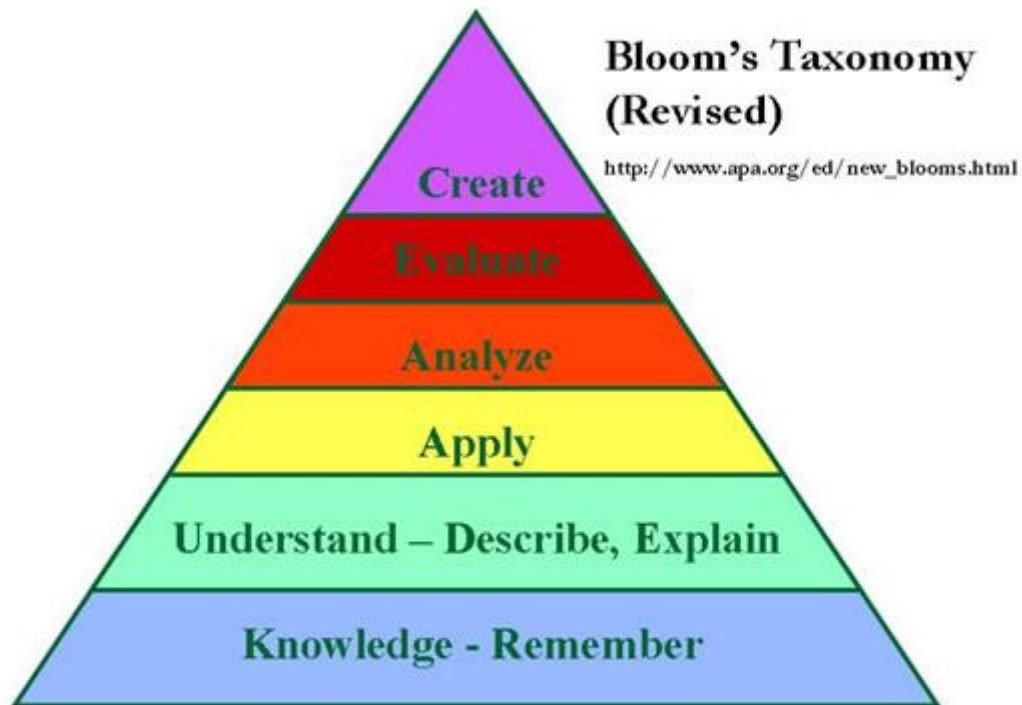 Bloom's Taxonomy
(Revised)
http://www.apa.org/ed/new_blooms.html
Create
Evaluate
Analyze
Apply
Understand – Describe, Explain
Knowledge - Remember